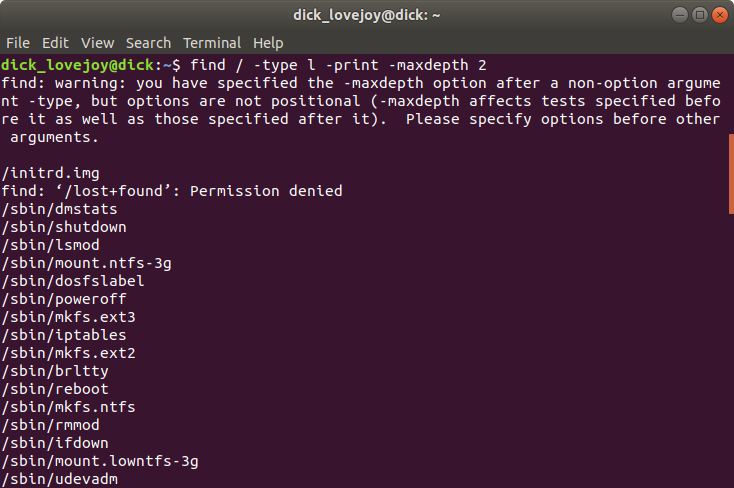 dick_lovejoy@dick: ~
File Edit View Search Terminal Help
dick_lovejoy@dick:~$ find / -type l -print -maxdepth 2
find: warning: you have specified the -maxdepth option after a non-option argume
nt -type, but options are not positional (-maxdepth affects tests specified befo
re it as well as those specified after it).  Please specify options before other
 arguments.
/initrd.img
find: ‘/lost+found’: Permission denied
/sbin/dmstats
/sbin/shutdown
/sbin/lsmod
/sbin/mount.ntfs-3g
/sbin/dosfslabel
/sbin/poweroff
/sbin/mkfs.ext3
/sbin/iptables
/sbin/mkfs.ext2
/sbin/brltty
/sbin/reboot
/sbin/mkfs.ntfs
/sbin/rmmod
/sbin/ifdown
/sbin/mount.lowntfs-3g
/sbin/udevadm